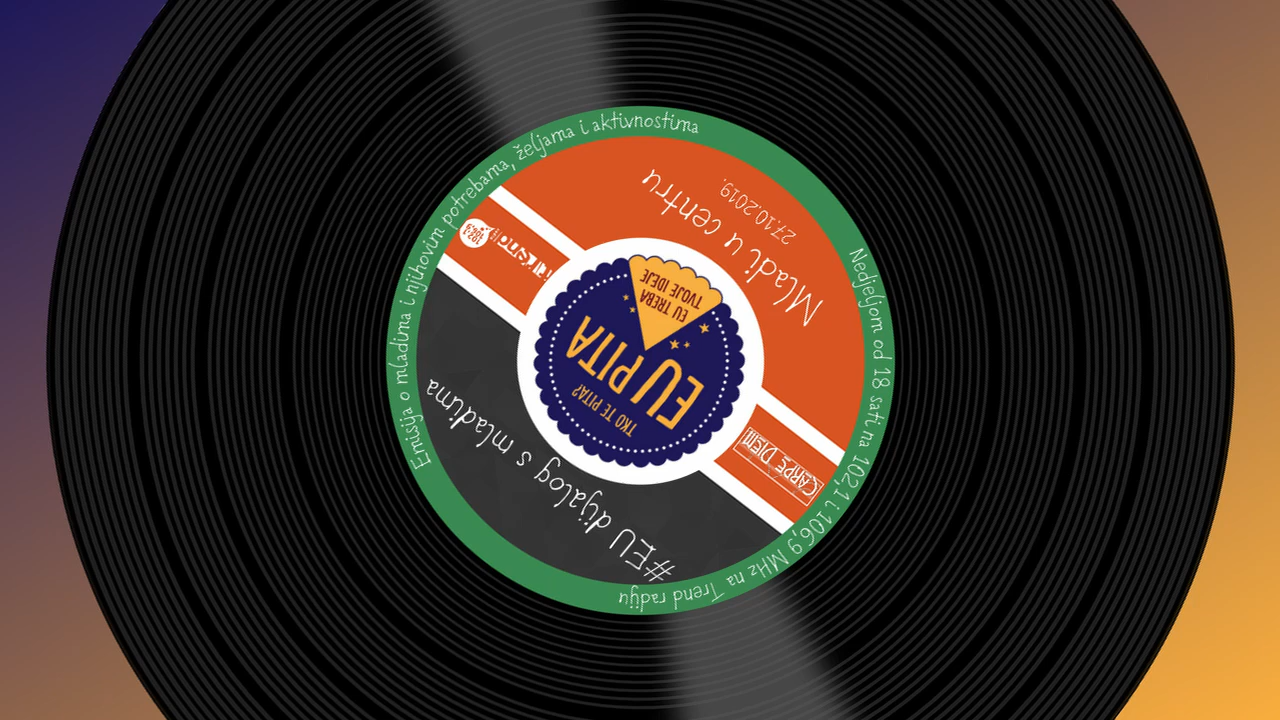 Emisija o mladima i njihovim potrebama, željama i aktivnostima
Nedjeljom od 18 sati na 102,1 i 106,9 MHz na Trend radiju
Mladi u centru
27.10.2019.
CARPE DIEM
TKO TE PITA?
EU PITA
EU TREBA
TVOJE IDEJE
#EU dijalog s mladima